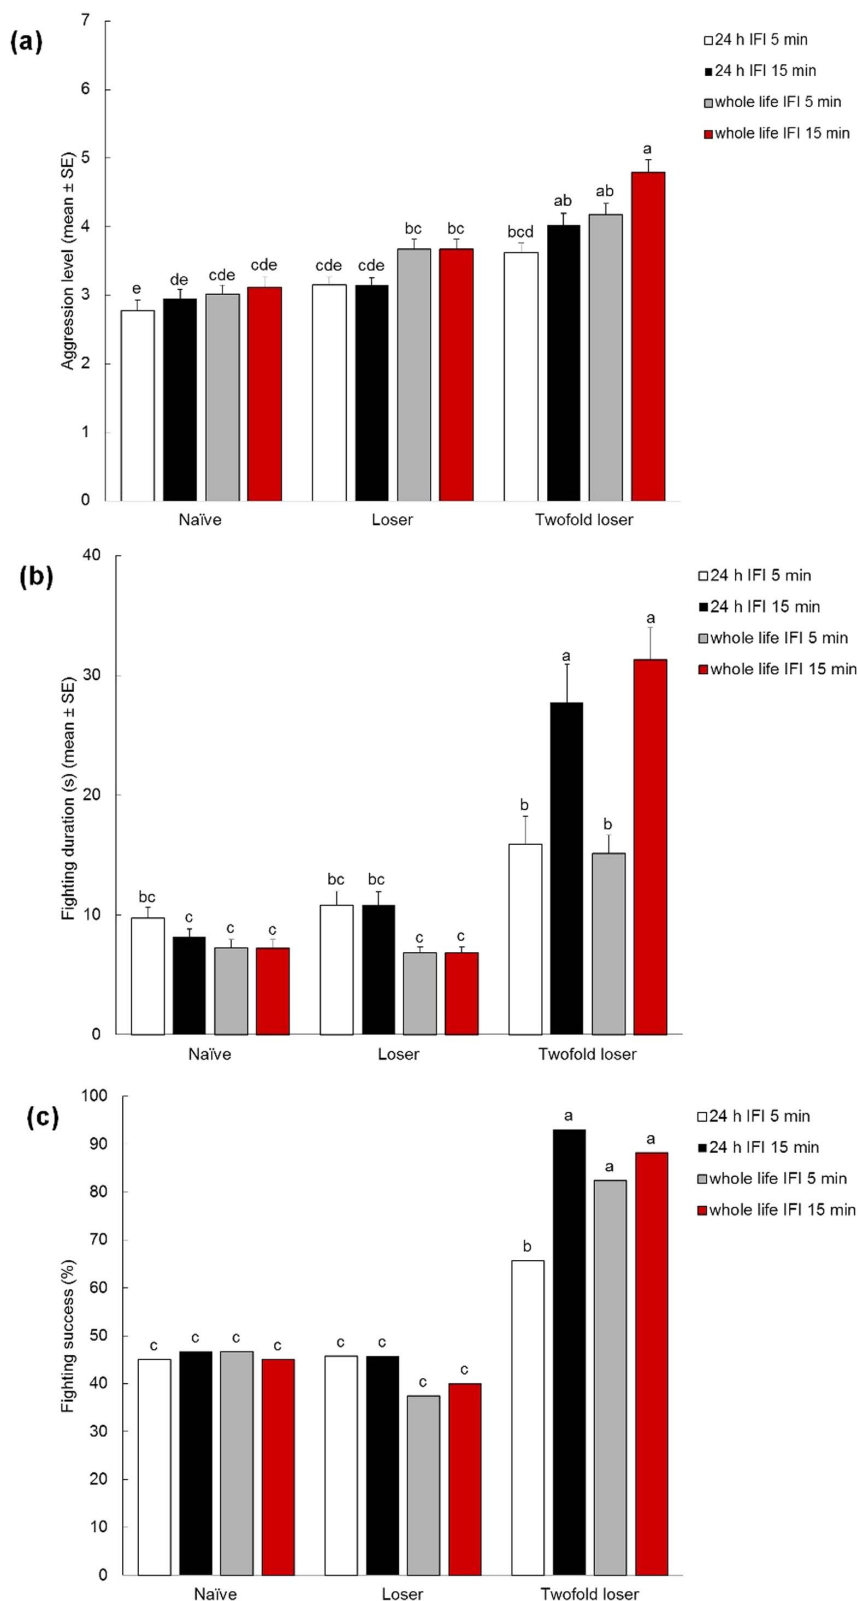 (a)
Aggression level (mean ± SE)
7
6
5
4
3
2
1
0
e
de
cde
cde
cde
cde
bc
bc
bcd
ab
ab
a
Naïve
Loser
Twofold loser
24 h IFI 5 min
24 h IFI 15 min
whole life IFI 5 min
whole life IFI 15 min
(b)
Fighting duration (s) (mean ± SE)
40
30
20
10
0
bc
c
c
c
bc
bc
c
c
b
a
b
a
Naïve
Loser
Twofold loser
24 h IFI 5 min
24 h IFI 15 min
whole life IFI 5 min
whole life IFI 15 min
(c)
Fighting success (%)
100
90
80
70
60
50
40
30
20
10
0
c
c
c
c
c
c
c
c
b
a
a
a
Naïve
Loser
Twofold loser
24 h IFI 5 min
24 h IFI 15 min
whole life IFI 5 min
whole life IFI 15 min